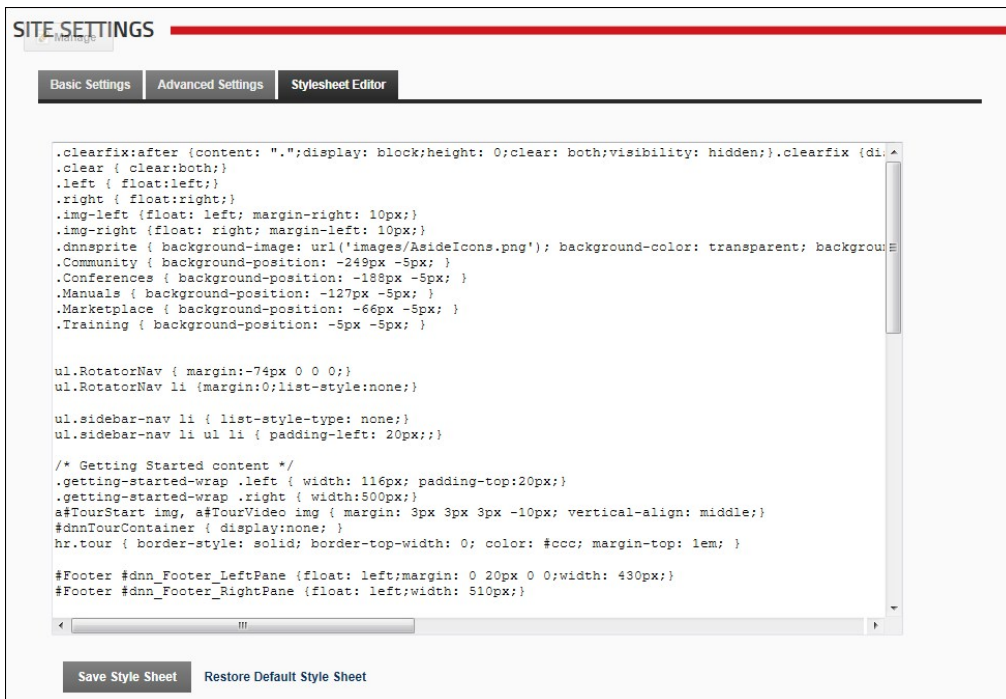 SITE SETTINGS
Manage
Basic Settings Advanced Settings Stylesheet Editor
.clearfix:after {content: ".";display: block;height: 0;clear: both;visibility: hidden;}.clearfix {di
.clear { clear:both;}
.left { float:left;}
.right { float:right;}
.img-left {float: left; margin-right: 10px;}
.img-right {float: right; margin-left: 10px;}
.dnnsprite { background-image: url('images/AsideIcons.png'); background-color: transparent; backgrou
.Community { background-position: -249px -5px; }
.Conferences { background-position: -188px -5px; }
.Manuals { background-position: -127px -5px; }
.Marketplace { background-position: -66px -5px; }
.Training { background-position: -5px -5px; }
ul.RotatorNav { margin:-74px 0 0 0;}
ul.RotatorNav li {margin:0;list-style:none;}
ul.sidebar-nav li { list-style-type: none;}
ul.sidebar-nav li ul li { padding-left: 20px;;}
/* Getting Started content */
.getting-started-wrap .left { width: 116px; padding-top:20px;}
.getting-started-wrap .right { width:500px;}
a#TourStart img, a#TourVideo img { margin: 3px 3px 3px -10px; vertical-align: middle;}
#dnnTourContainer { display:none; }
hr.tour { border-style: solid; border-top-width: 0; color: #ccc; margin-top: 1em; }
#Footer #dnn_Footer_LeftPane {float: left;margin: 0 20px 0 0;width: 430px;}
#Footer #dnn_Footer_RightPane {float: left;width: 510px;}
Save Style Sheet Restore Default Style Sheet